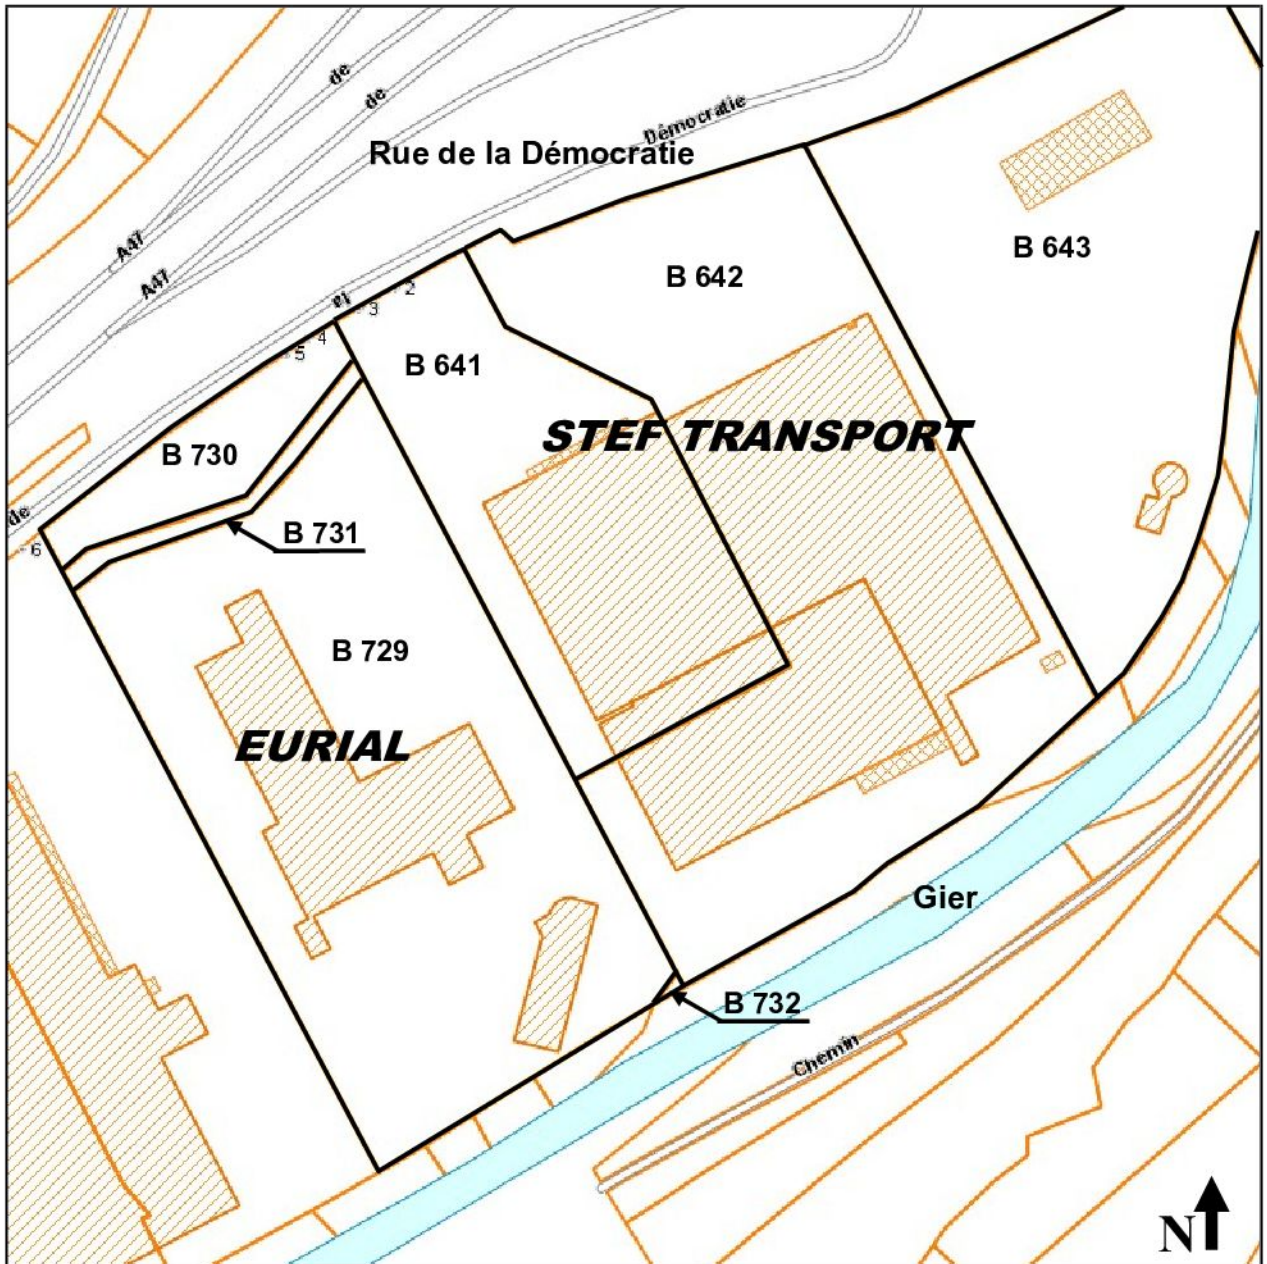 de
de
Démocratie
Rue de la Démocratie
A47
A47
B 643
B 642
la
2
3
4
5
B 641
B 730
STEF TRANSPORT
de
6
B 731
B 729
EURIAL
Gier
B 732
Chemin
N